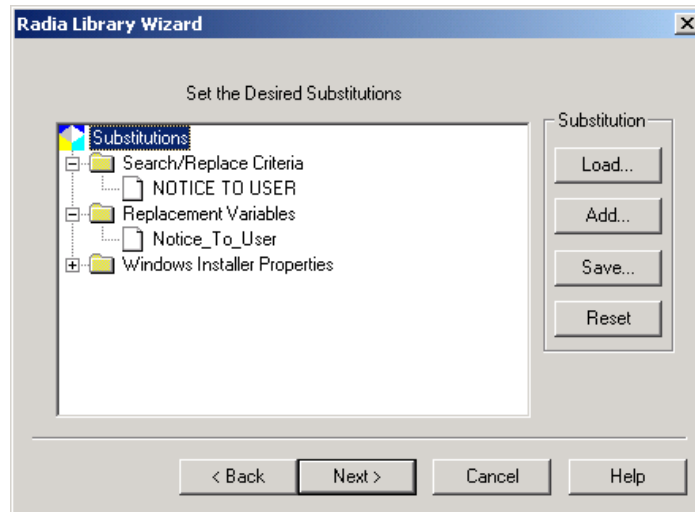 Radia Library Wizard
Set the Desired Substitutions
Substitutions
Search/Replace Criteria
NOTICE TO USER
Replacement Variables
Notice_To_User
Windows Installer Properties
Substitution
Load...
Add...
Save...
Reset
< Back
Next >
Cancel
Help